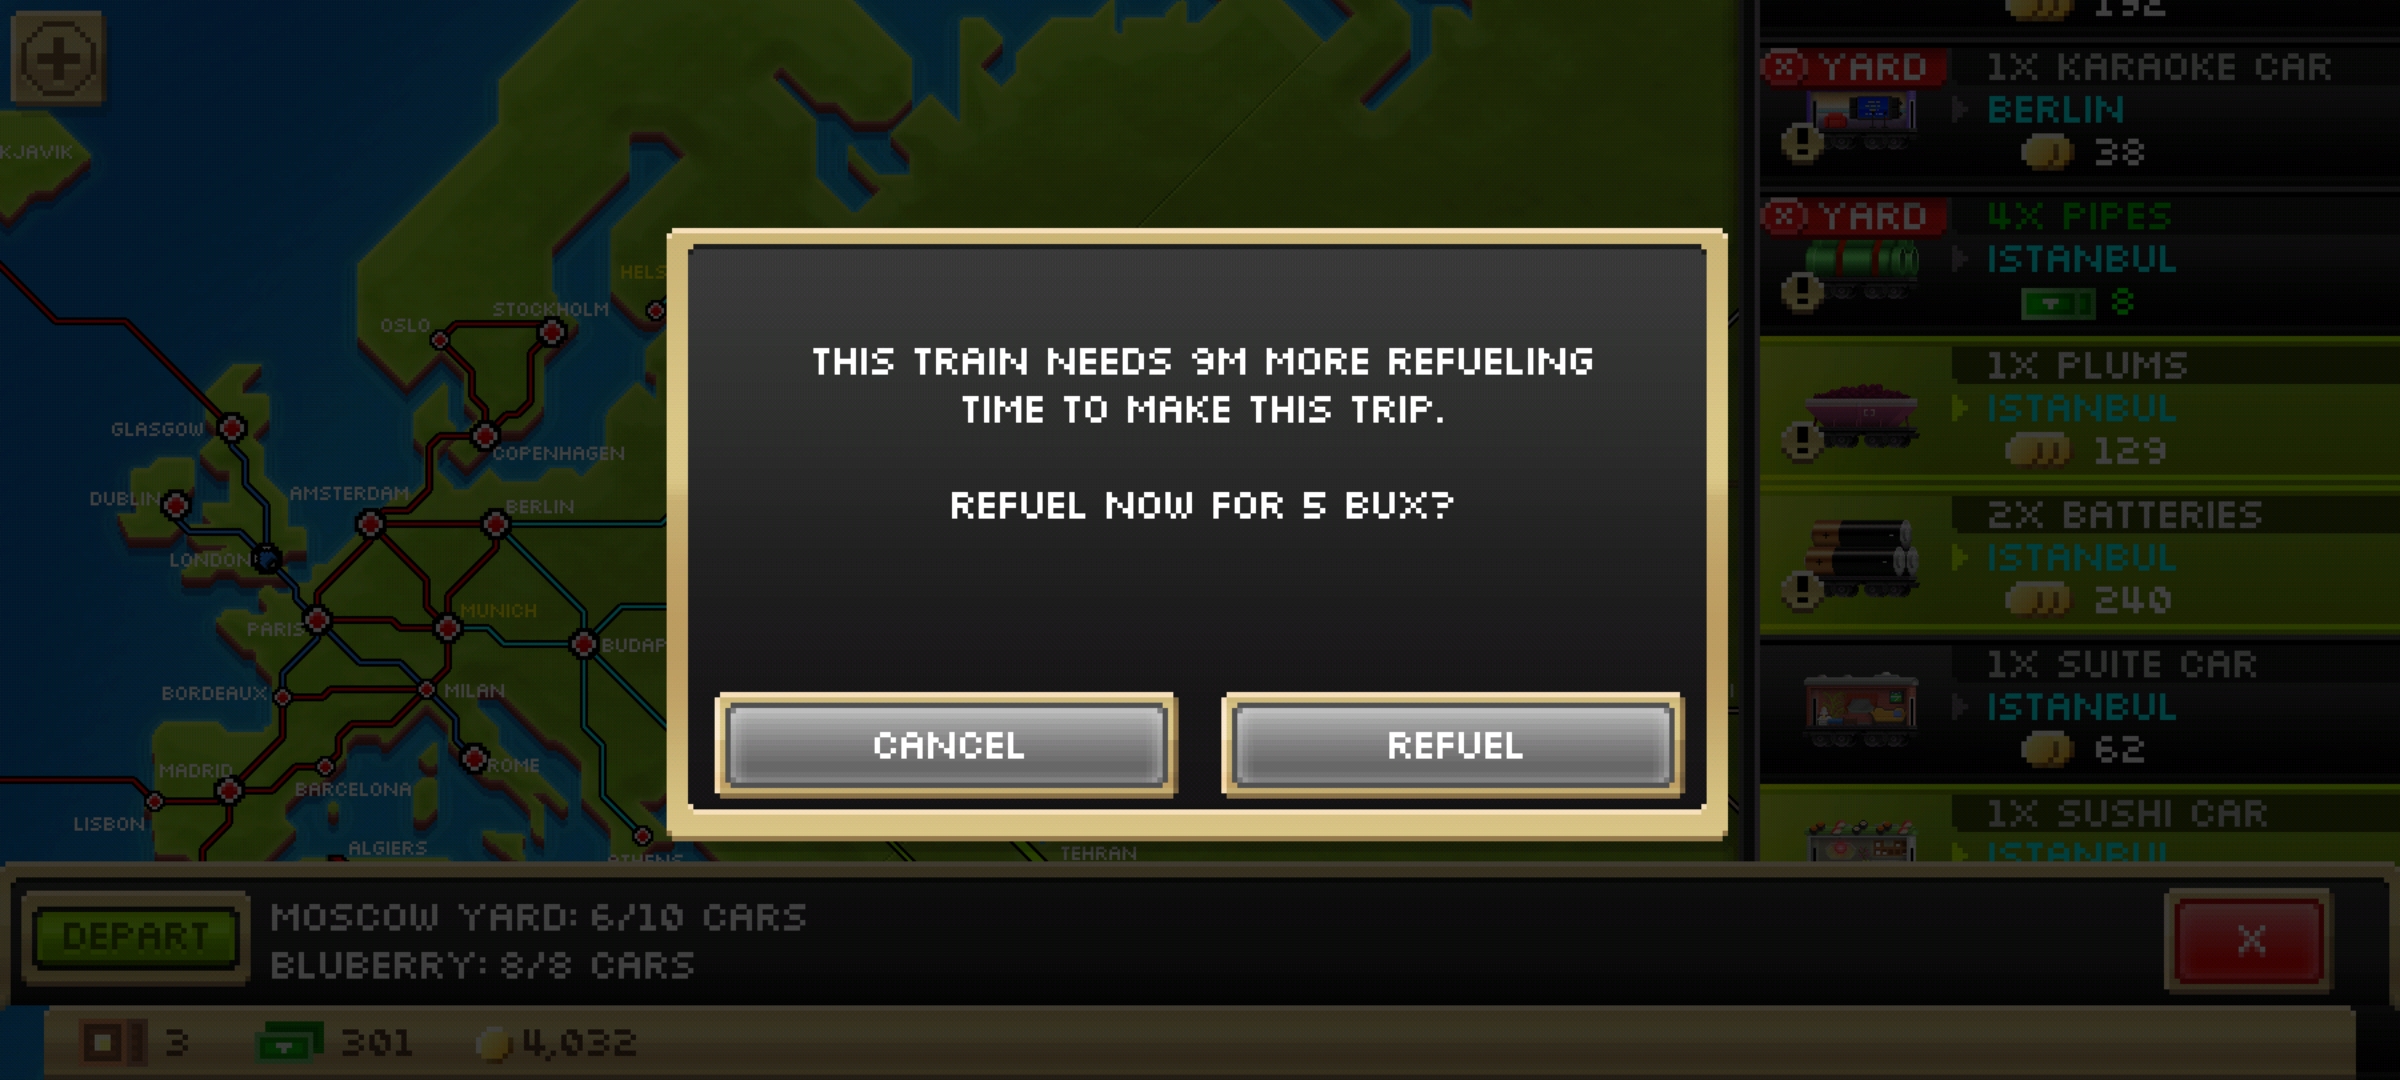 KJAVIK
HELS
STOCKHOLM
OSLO
GLASGOW
COPENHAGEN
AMSTERDAM
DUBLIN
BERLIN
LONDON
MUNICH
PARIS
BUDAP
BORDEAUX
MILAN
ROME
MADRID
BARCELONA
LISBON
ALGIERS
ATHENS
TEHRAN
THIS TRAIN NEEDS 9M MORE REFUELING
TIME TO MAKE THIS TRIP.
REFUEL NOW FOR 5 BUX?
CANCEL
REFUEL
192
YARD
1X KARAOKE CAR
BERLIN
38
YARD
4X PIPES
ISTANBUL
8
1X PLUMS
ISTANBUL
129
2X BATTERIES
ISTANBUL
240
1X SUITE CAR
ISTANBUL
62
1X SUSHI CAR
ISTANBUL
DEPART
MOSCOW YARD: 6/10 CARS
BLUBERRY: 8/8 CARS
X
3
301
4,032